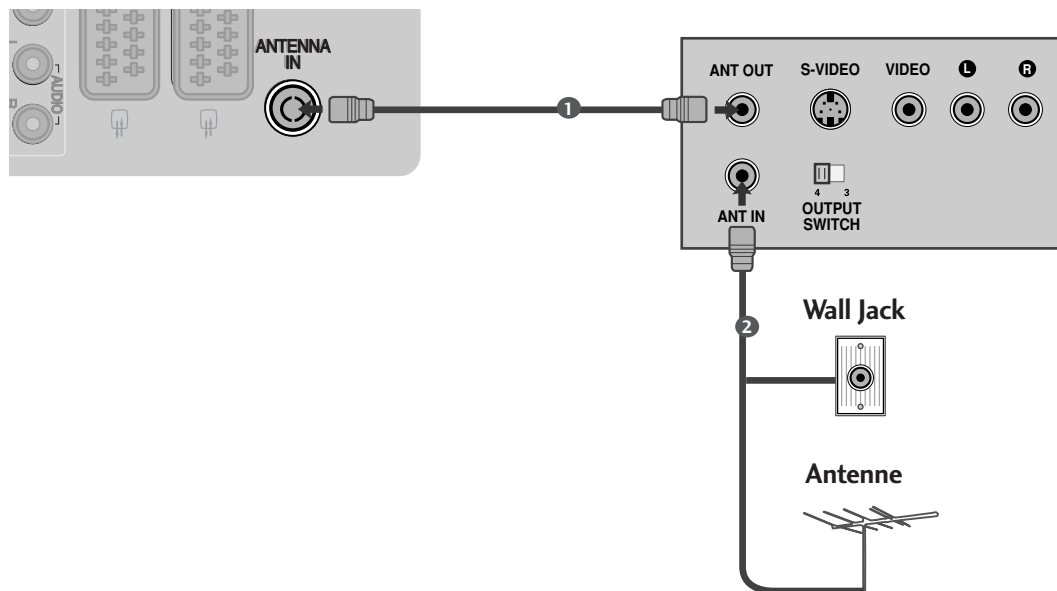 L
R
AUDIO
ANTENNA
IN
1
ANT OUT
S-VIDEO
VIDEO
L
R
4 3
ANT IN
OUTPUT
SWITCH
2
Wall Jack
Antenne